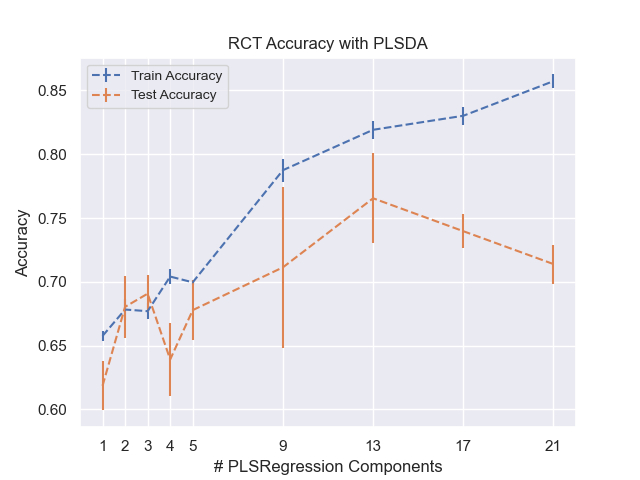 RCT Accuracy with PLSDA
Train Accuracy
Test Accuracy
0.85
0.80
0.75
0.70
0.65
0.60
Accuracy
1 2 3 4 5 9 13 17 21
# PLSRegression Components